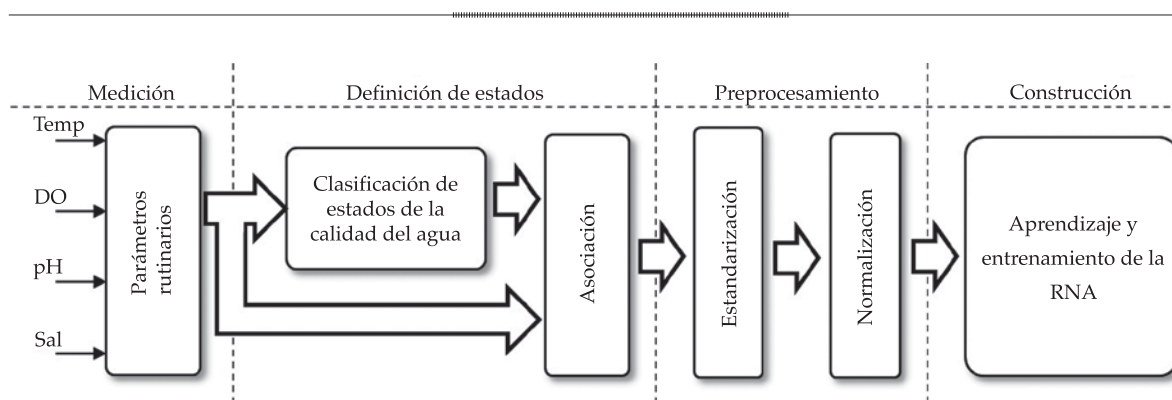 Medición
Definición de estados
Preprocesamiento
Construcción
Temp
DO
pH
Sal
Parámetros
rutinarios
Clasificación de
estados de la
calidad del agua
Asociación
Estandarización
Normalización
Aprendizaje y
entrenamiento de la
RNA